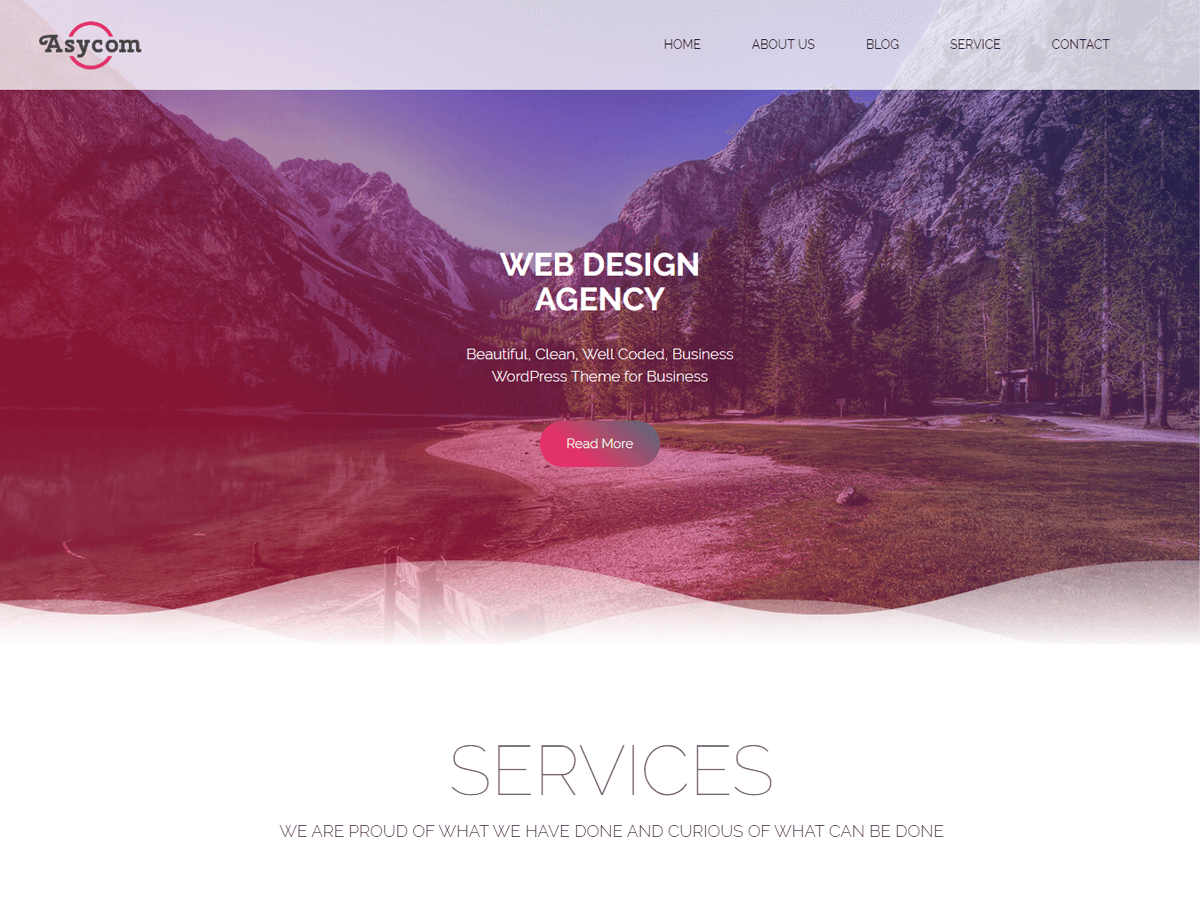 Asycom
HOME
ABOUT US
BLOG
SERVICE
CONTACT
WEB DESIGN
AGENCY
Beautiful, Clean, Well Coded, Business
WordPress Theme for Business
Read More
SERVICES
WE ARE PROUD OF WHAT WE HAVE DONE AND CURIOUS OF WHAT CAN BE DONE